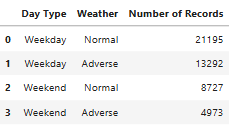 Day Type Weather Number of Records
0 Weekday Normal 21195
1 Weekday Adverse 13292
2 Weekend Normal 8727
3 Weekend Adverse 4973